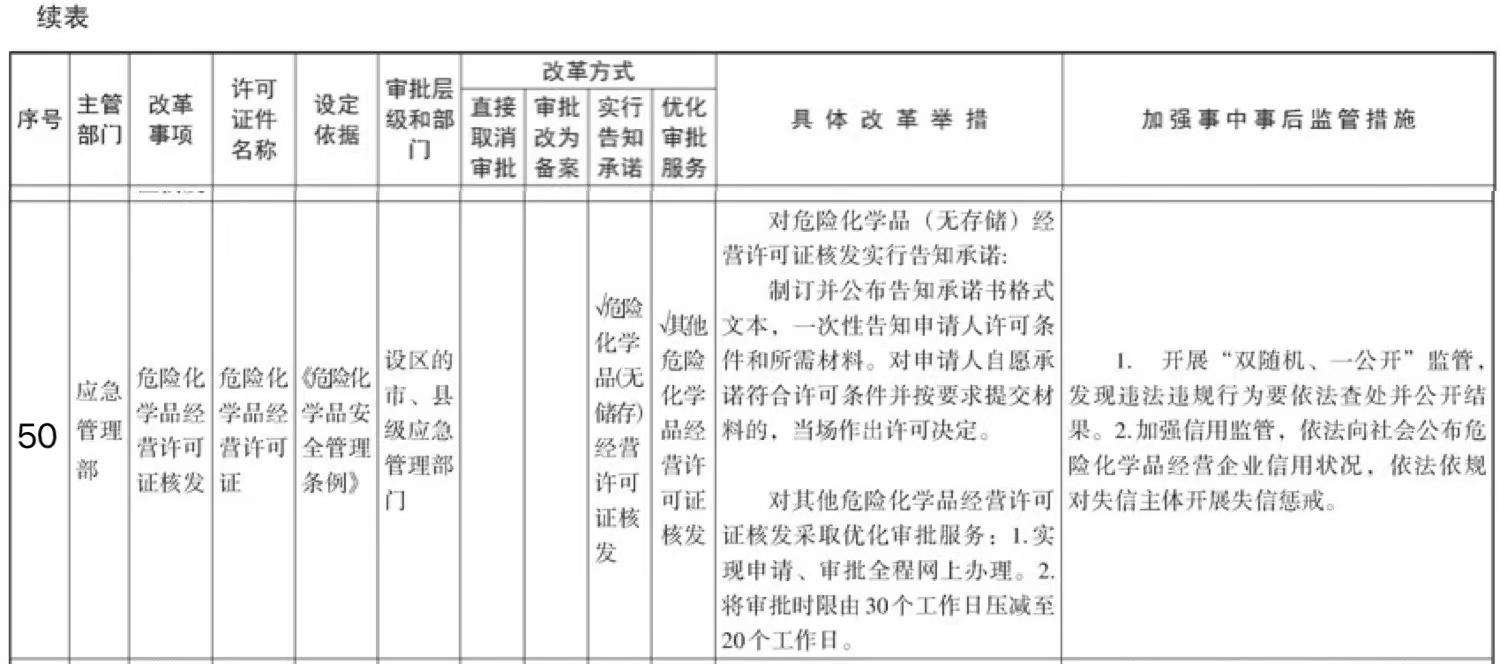 续表
序号
主管
部门
改革
事项
许可
证件
名称
设定
依据
审批层
级和部
门
改革方式
直接
取消
审批
审批
改为
备案
实行
告知
承诺
优化
审批
服务
具体改革举措
加强事中事后监管措施
50
应急
管理
部
危险化
学品经
营许可
证核发
危险化
学品经
营许可
证
《危险化
学品安
全管理
条例》
设区的
市、县
级应急
管理部
门
√危险
化学
品(无
储存)
经营
许可
证核
发
√其他
危险
化学
品经
营许
可证
核发
对危险化学品（无存储）经
营许可证核发实行告知承诺:
制订并公布告知承诺书格式
文本，一次性告知申请人许可条
件和所需材料。对申请人自愿承
诺符合许可条件并按要求提交材
料的，当场作出许可决定。
对其他危险化学品经营许可
证核发采取优化审批服务：1.实
现申请、审批全程网上办理。2.
将审批时限由30个工作日压减至
20个工作日。
1. 开展“双随机、一公开”监管，
发现违法违规行为要依法查处并公开结
果。2.加强信用监管，依法向社会公布危
险化学品经营企业信用状况，依法依规
对失信主体开展失信惩戒。